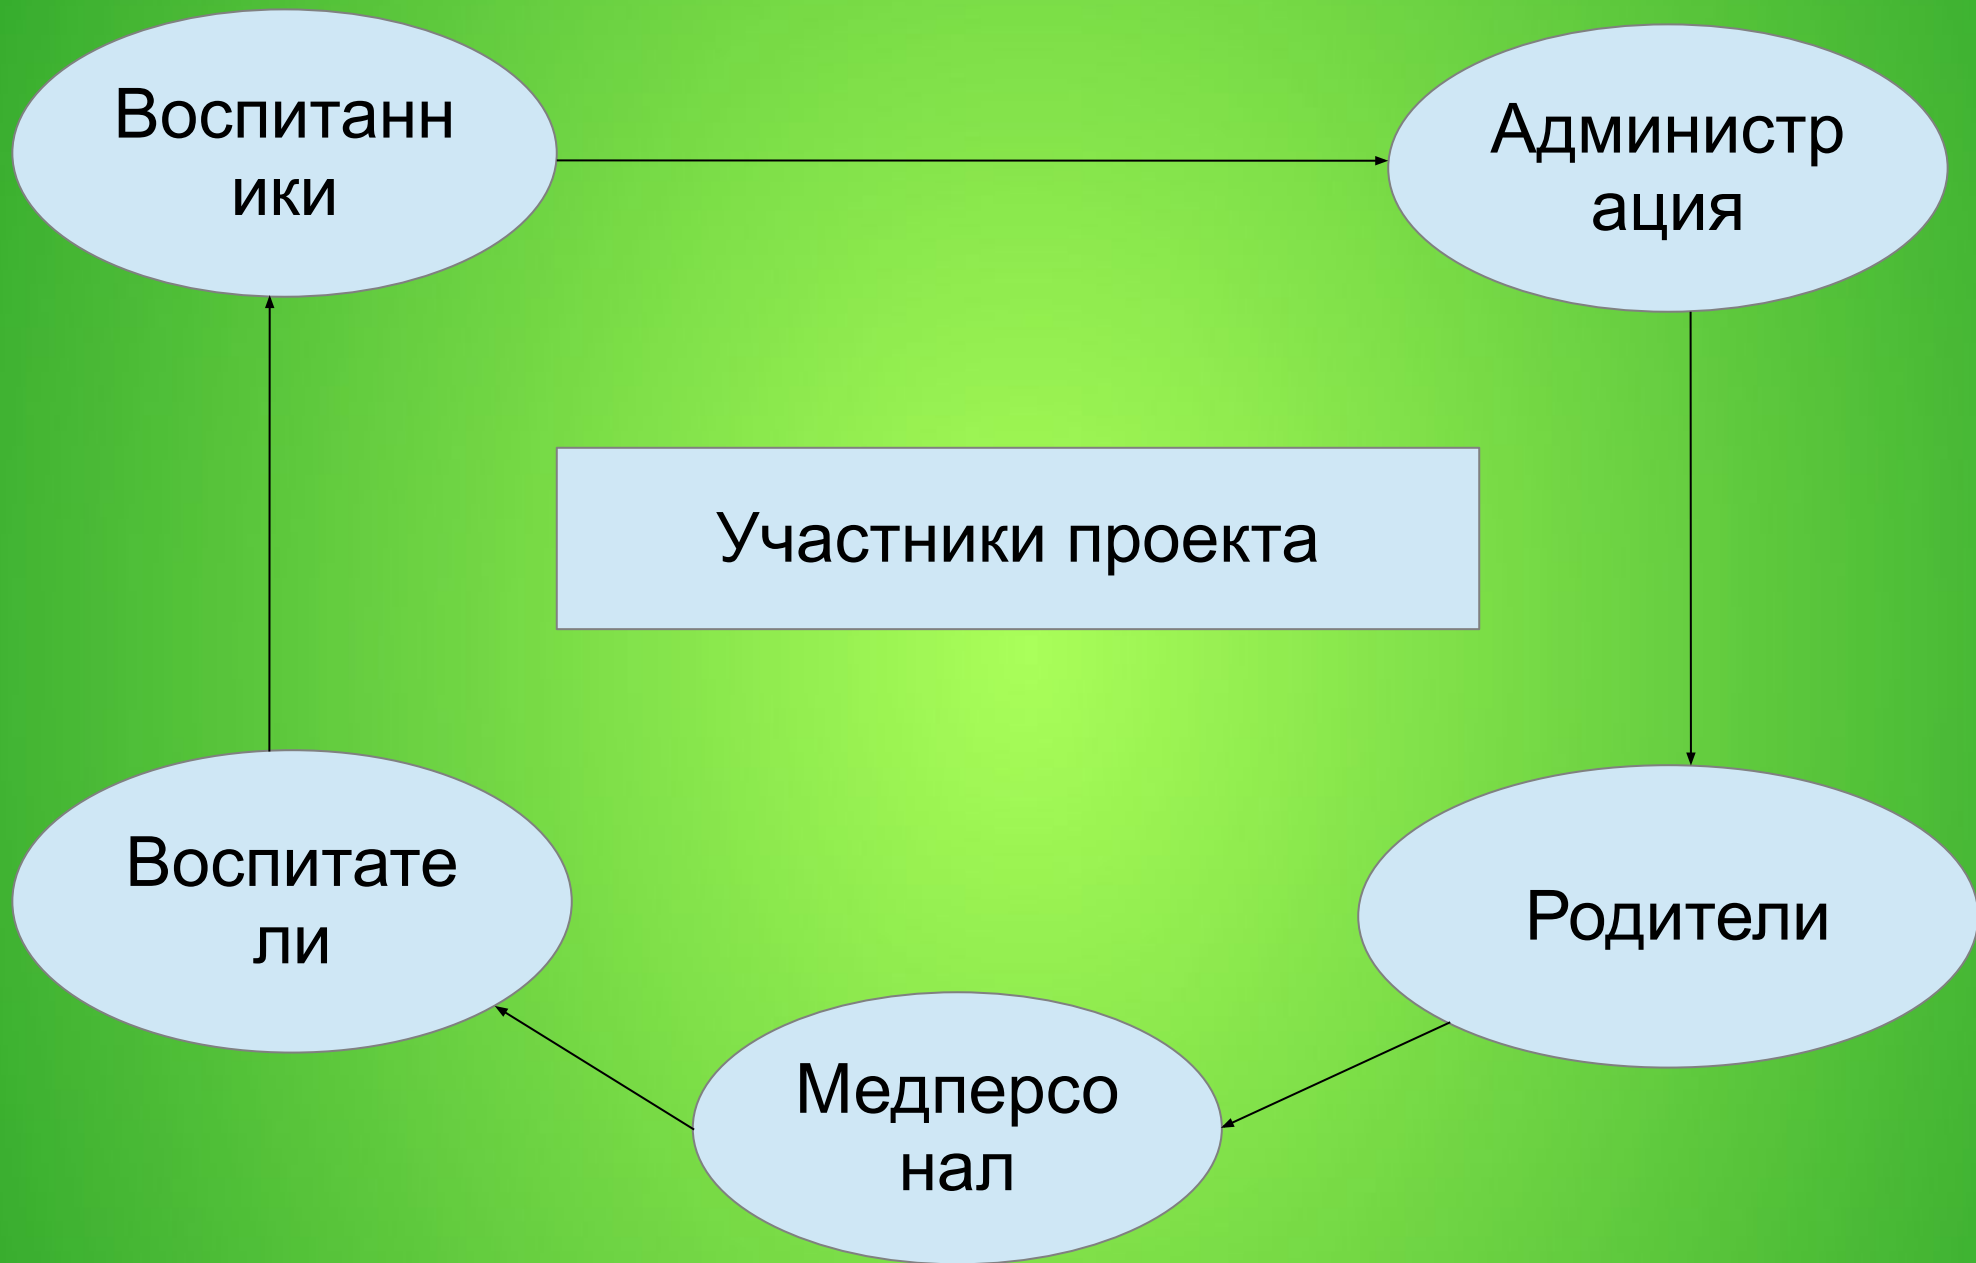 Воспитанн
ики
Администр
ация
Участники проекта
Воспитате
ли
Родители
Медперсо
нал